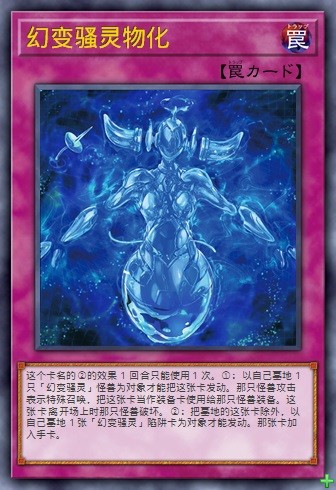 幻变骚灵物化
トラップ
罠
【罠カード】
这个卡名的②的效果1回合只能使用1次。①：以自己墓地1
只「幻变骚灵」怪兽为对象才能把这张卡发动。那只怪兽攻击
表示特殊召唤，把这张卡当作装备卡使用给那只怪兽装备。这
张卡离开场上时那只怪兽破坏。②：把墓地的这张卡除外，以
自己墓地1张「幻变骚灵」陷阱卡为对象才能发动。那张卡加
入手卡。